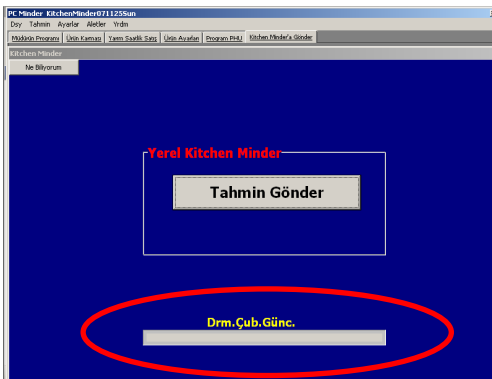 PC Minder KitchenMinder0711255un
Dsy Tahmin Ayarlar Aletler Yrdm
Müdürün Programı Ürün Karması Yarım Saatlik Satış Ürün Ayarları Program PHU Kitchen Minder'a Gönder
Kitchen Minder
Ne Biliyorum
Yerel Kitchen Minder
Tahmin Gönder
Drm.Çub.Günc.